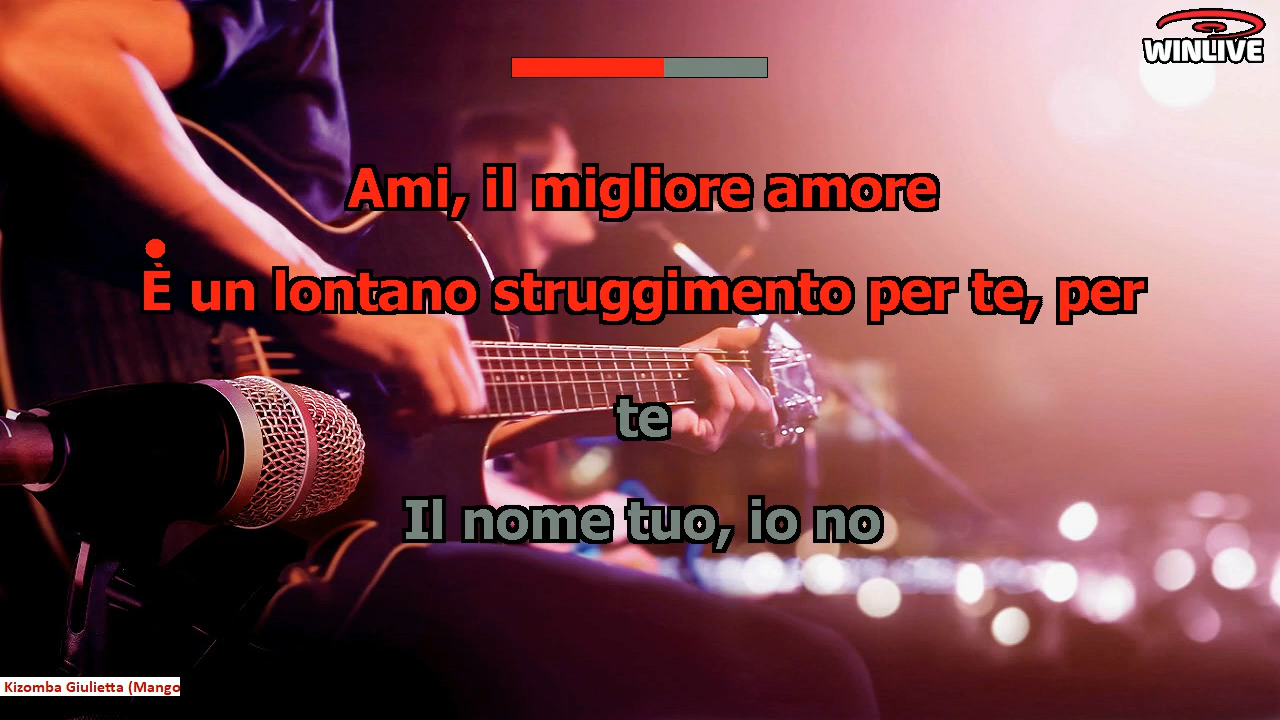 WINLIVE
Ami, il migliore amore
È un lontano struggimento per te, per
te
Il nome tuo, io no
Kizomba Giulietta (Mango